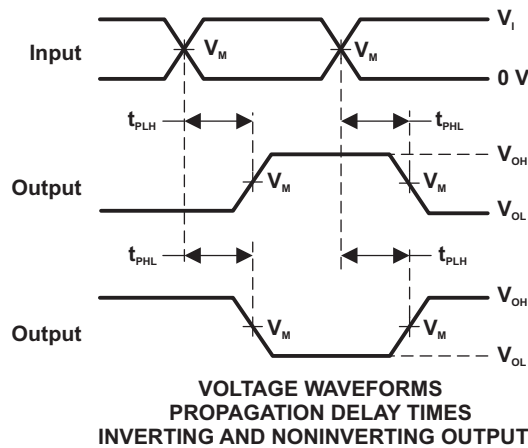 V_I
Input
V_M
V_M
0 V
t_PLH
t_PHL
V_OH
Output
V_M
V_M
V_OL
t_PHL
t_PLH
V_OH
Output
V_M
V_M
V_OL
VOLTAGE WAVEFORMS
PROPAGATION DELAY TIMES
INVERTING AND NONINVERTING OUTPUT